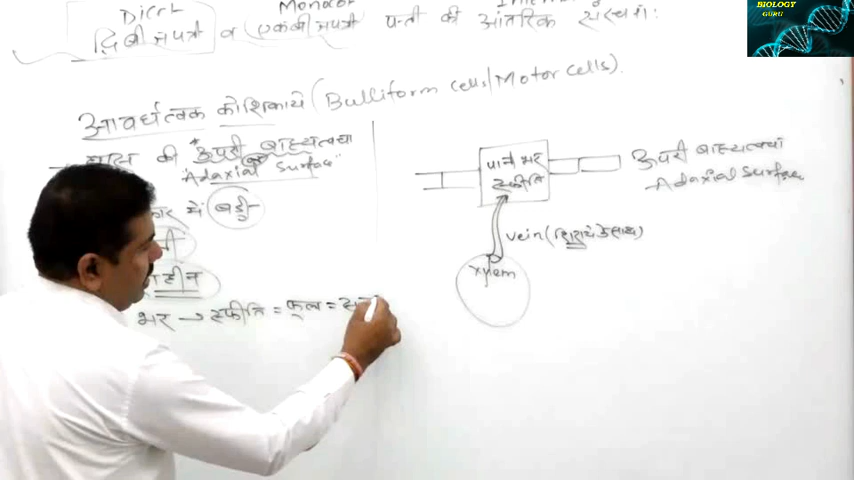 Dicot Monocot
द्विबीजपत्री व एकबीजपत्री पत्ती की आंतरिक संरचना:
आवर्धत्वक कोशिकायें (Bulliform cells/Motor cells).
की *ऊपरी बाह्यत्वचा
"Adaxial Surface"
में बड़ी
हीन
भर → स्फीति = फूल =
पानी भर
स्फीति
ऊपरी बाह्यत्वचा
Adaxial Surface
vein (शिरायें के साथ)
xylem
BIOLOGY
GURU